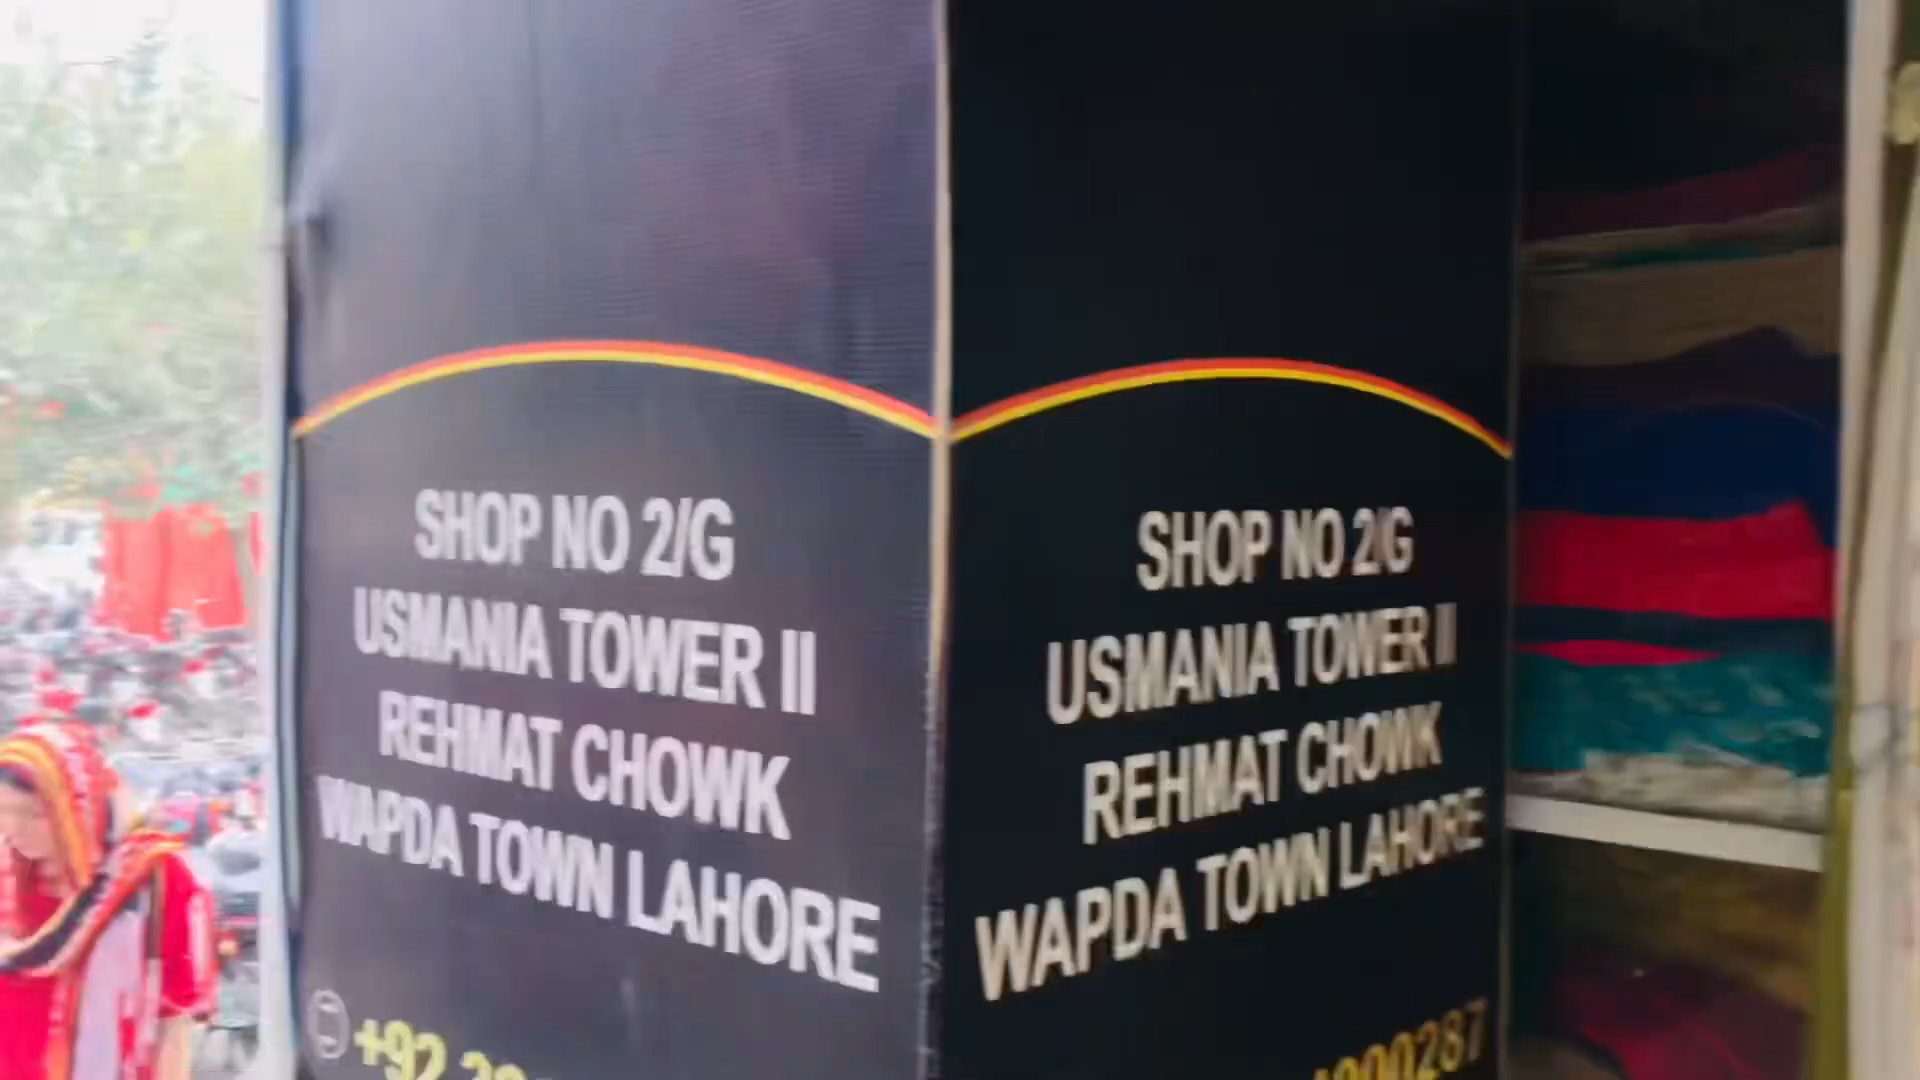 SHOP NO 2/G
USMANIA TOWER II
REHMAT CHOWK
WAPDA TOWN LAHORE
+92
SHOP NO 2/G
USMANIA TOWER II
REHMAT CHOWK
WAPDA TOWN LAHORE